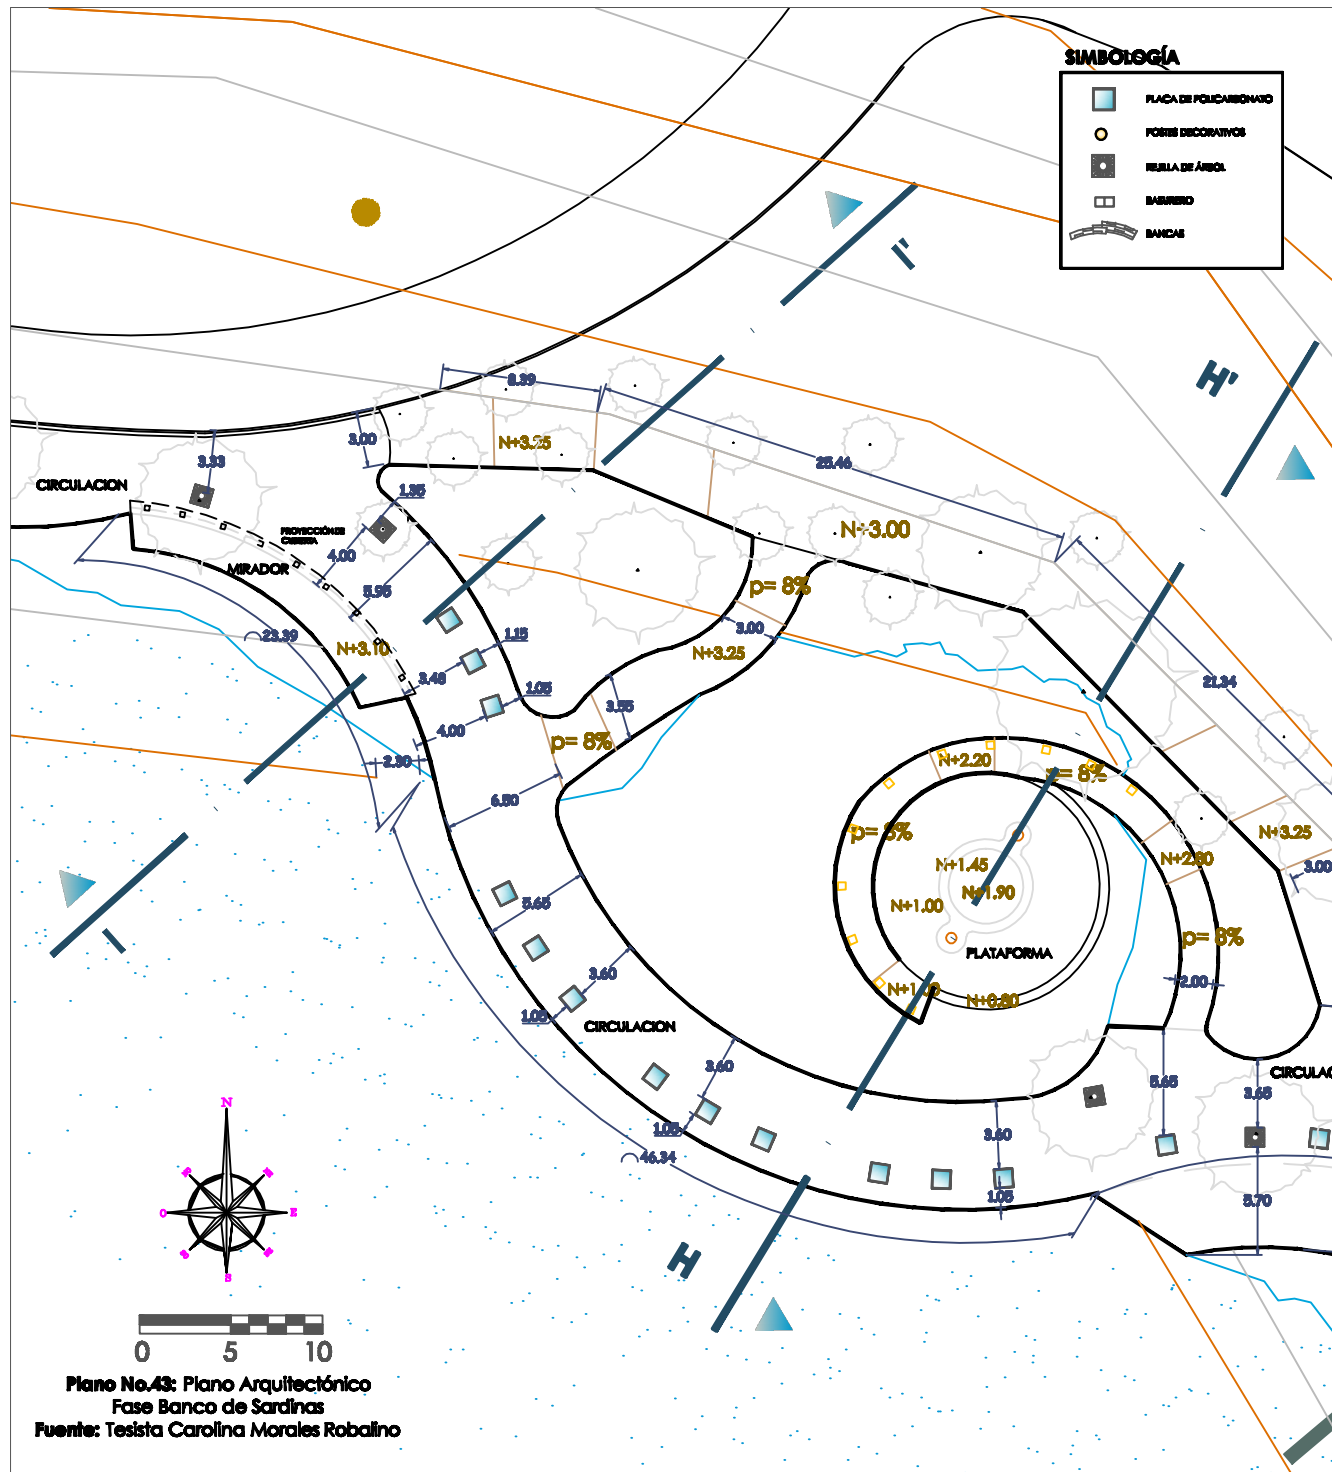 SIMBOLOGÍA
PLACA DE POLICARBONATO
POSTES DECORATIVOS
REJILLA DE ÁRBOL
BASURERO
BANCAS
I'
H'
8.39
3.00
N+3.25
25.46
3.33
CIRCULACION
1.35
PROYECCIÓN DE
CUBIERTA
N+3.00
4.00
MIRADOR
5.95
p= 8%
23.39
1.15
3.00
N+3.10
N+3.25
3.48
1.05
21.34
3.55
4.00
p= 8%
2.30
N+2.20
p= 8%
6.50
p= 8%
N+3.25
N+2.80
N+1.45
3.00
N+1.90
5.65
N+1.00
I
p= 8%
PLATAFORMA
3.60
2.00
N+0.80
1.05
CIRCULACION
3.60
5.65
CIRCULAC
3.65
N
1.05
3.60
46.34
O
E
1.05
5.70
H
S
0 5 10
Plano No.43: Plano Arquitectónico
Fase Banco de Sardinas
Fuente: Tesista Carolina Morales Robalino